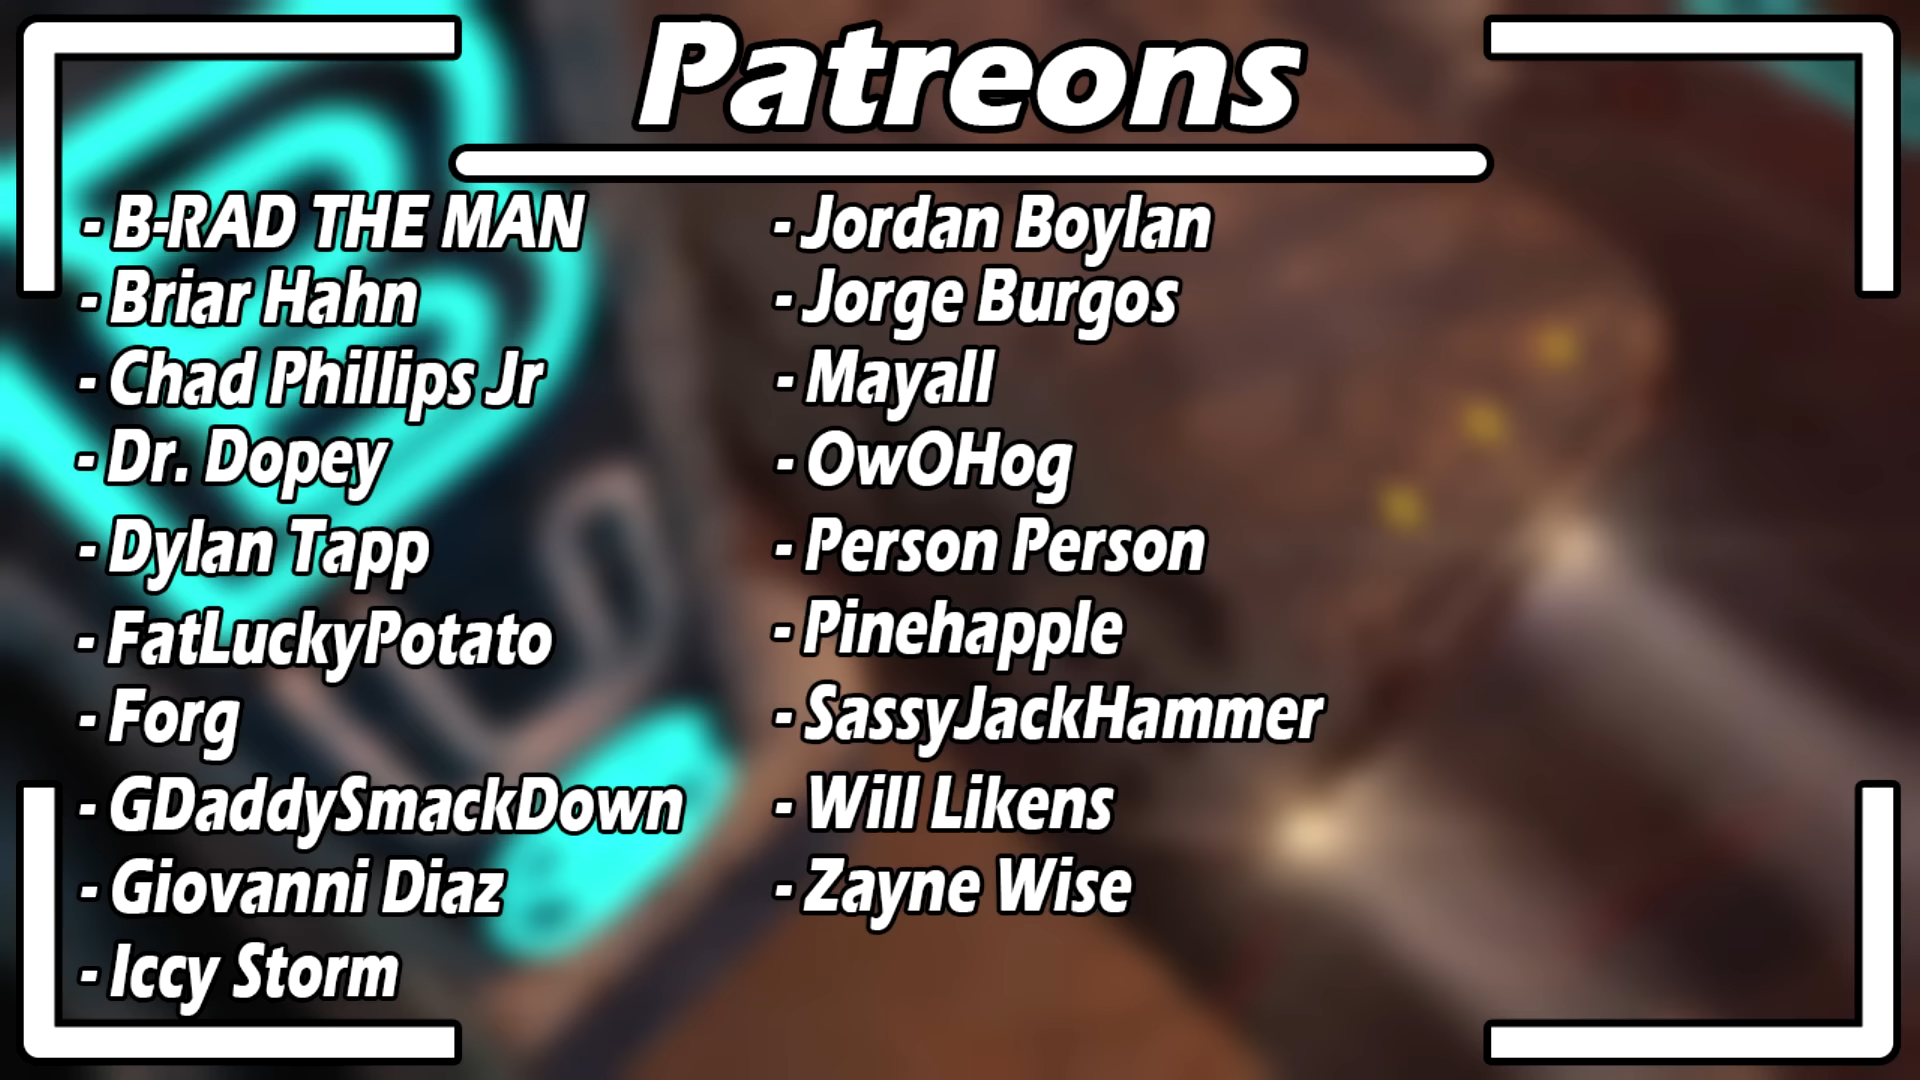 Patreons
- B-RAD THE MAN
- Briar Hahn
- Chad Phillips Jr
- Dr. Dopey
- Dylan Tapp
- FatLuckyPotato
- Forg
- GDaddySmackDown
- Giovanni Diaz
- Iccy Storm
- Jordan Boylan
- Jorge Burgos
- Mayall
- OwOHog
- Person Person
- Pinehapple
- SassyJackHammer
- Will Likens
- Zayne Wise